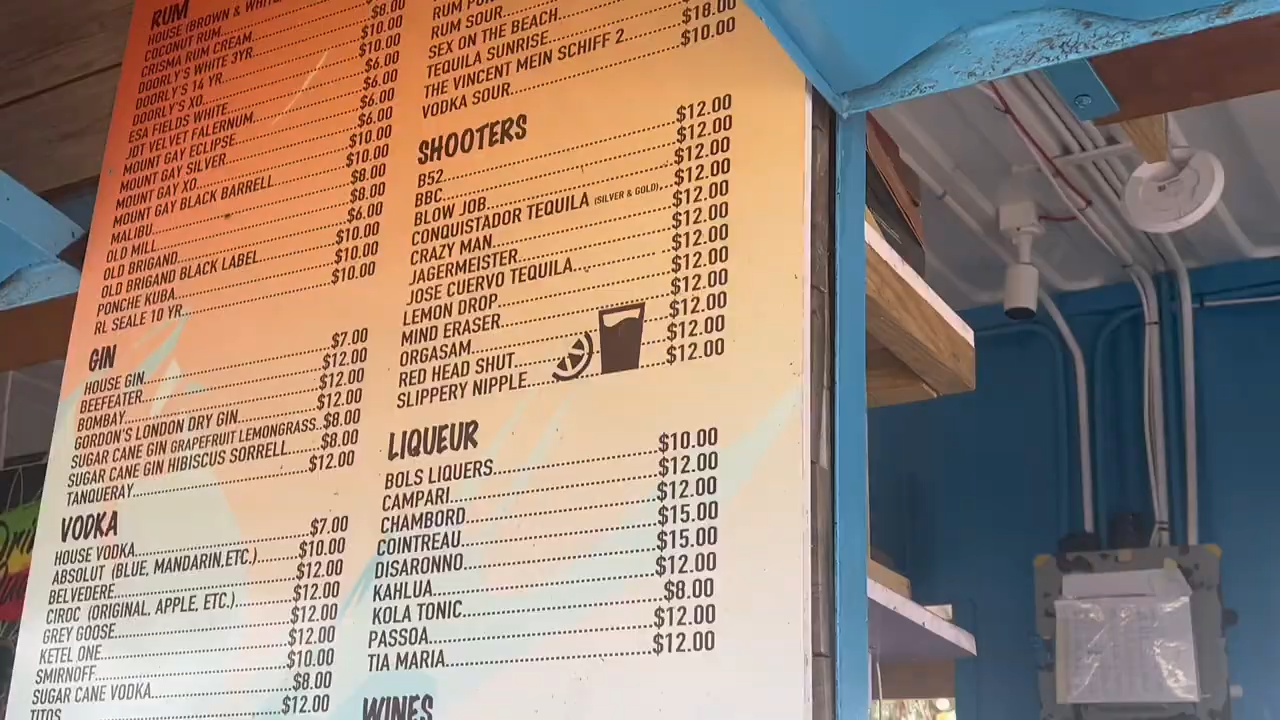 RUM
HOUSE (BROWN & WHITE
COCONUT RUM
CRISMA RUM CREAM
DOORLY'S WHITE 3YR $8.00
DOORLY'S 14 YR $10.00
DOORLY'S XO $10.00
ESA FIELDS WHITE $6.00
JDT VELVET FALERNUM $6.00
MOUNT GAY ECLIPSE $6.00
MOUNT GAY SILVER $6.00
MOUNT GAY XO $10.00
MOUNT GAY BLACK BARRELL $10.00
MALIBU $8.00
OLD MILL $8.00
OLD BRIGAND $6.00
OLD BRIGAND BLACK LABEL $10.00
PONCHE KUBA $10.00
RL SEALE 10 YR $10.00
GIN
HOUSE GIN $7.00
BEEFEATER $12.00
BOMBAY $12.00
GORDON'S LONDON DRY GIN $12.00
SUGAR CANE GIN GRAPEFRUIT LEMONGRASS $8.00
SUGAR CANE GIN HIBISCUS SORRELL $8.00
TANQUERAY $12.00
VODKA
HOUSE VODKA $7.00
ABSOLUT (BLUE, MANDARIN,ETC.) $10.00
BELVEDERE $12.00
CIROC (ORIGINAL, APPLE, ETC.) $12.00
GREY GOOSE $12.00
KETEL ONE $12.00
SMIRNOFF $10.00
SUGAR CANE VODKA $8.00
TITOS $12.00
RUM
RUM SOUR
SEX ON THE BEACH
TEQUILA SUNRISE
THE VINCENT MEIN SCHIFF 2 $18.00
VODKA SOUR $10.00
SHOOTERS
B52 $12.00
BBC $12.00
BLOW JOB $12.00
CONQUISTADOR TEQUILA (SILVER & GOLD) $12.00
CRAZY MAN $12.00
JAGERMEISTER $12.00
JOSE CUERVO TEQUILA $12.00
LEMON DROP $12.00
MIND ERASER $12.00
ORGASAM $12.00
RED HEAD SHUT $12.00
SLIPPERY NIPPLE $12.00
LIQUEUR
BOLS LIQUERS $10.00
CAMPARI $12.00
CHAMBORD $12.00
COINTREAU $15.00
DISARONNO $15.00
KAHLUA $12.00
KOLA TONIC $8.00
PASSOA $12.00
TIA MARIA $12.00
WINES